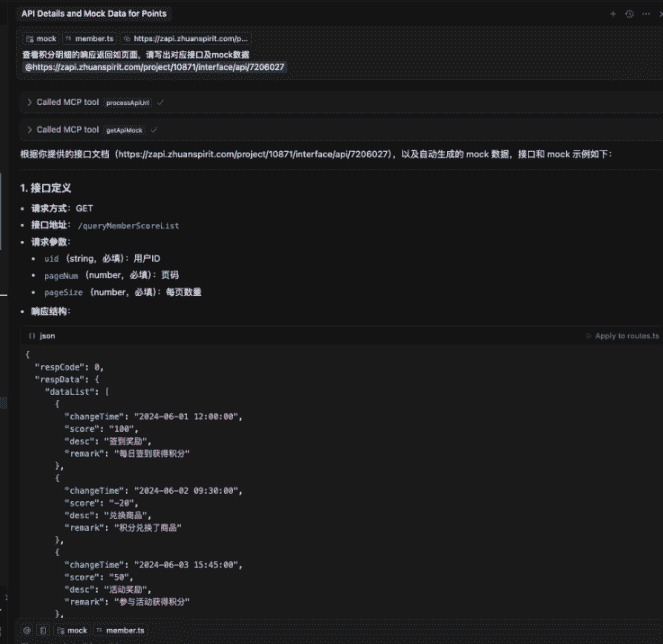 API Details and Mock Data for Points
mock TS member.ts https://zapi.zhuanspirit.com/p...
查看积分明细的响应返回如页面，请写出对应接口及mock数据
@https://zapi.zhuanspirit.com/project/10871/interface/api/7206027
Called MCP tool processApiUrl
Called MCP tool getApiMock
根据你提供的接口文档（https://zapi.zhuanspirit.com/project/10871/interface/api/7206027），以及自动生成的 mock 数据，接口和 mock 示例如下：
1. 接口定义
• 请求方式：GET
• 接口地址： /queryMemberScoreList
• 请求参数：
• uid （string，必填）：用户ID
• pageNum （number，必填）：页码
• pageSize （number，必填）：每页数量
• 响应结构：
{} json Apply to routes.ts
{
"respCode": 0,
"respData": {
"dataList": [
{
"changeTime": "2024-06-01 12:00:00",
"score": "100",
"desc": "签到奖励",
"remark": "每日签到获得积分"
},
{
"changeTime": "2024-06-02 09:30:00",
"score": "-20",
"desc": "兑换商品",
"remark": "积分兑换了商品"
},
{
"changeTime": "2024-06-03 15:45:00",
"score": "50",
"desc": "活动奖励",
"remark": "参与活动获得积分"
},
@ mock TS member.ts